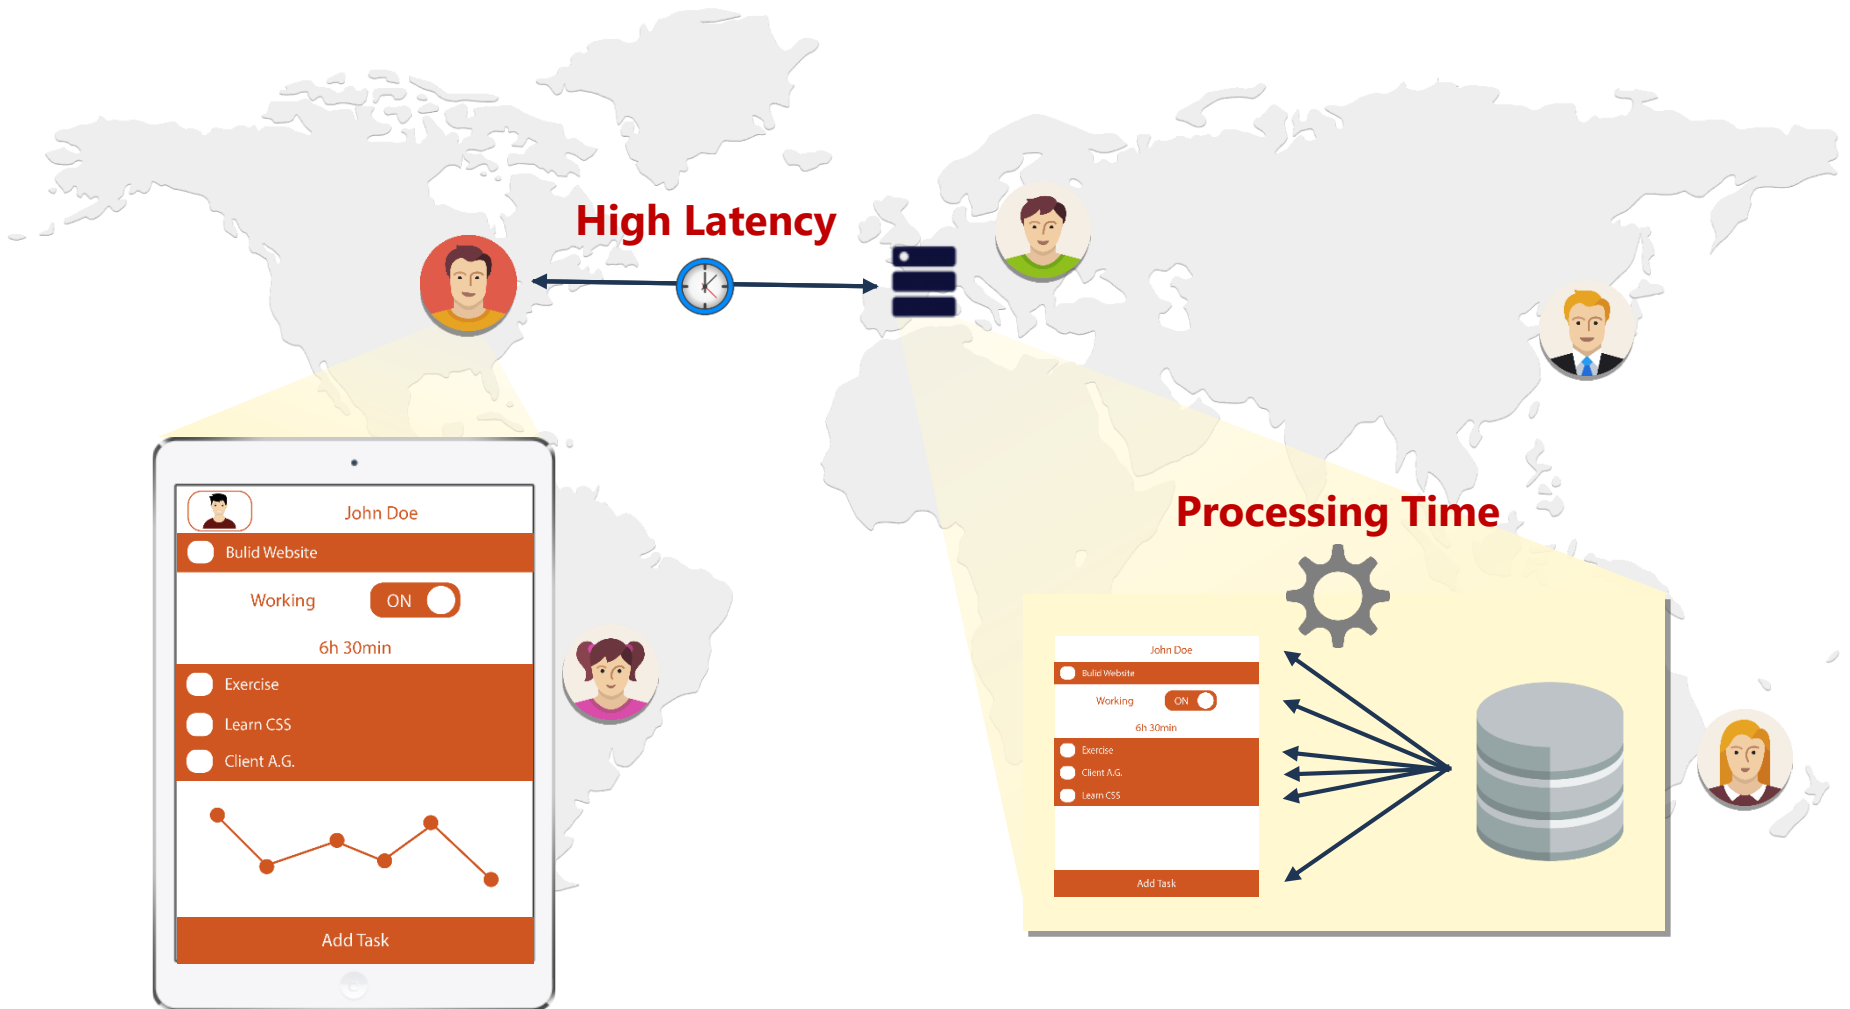 High Latency
John Doe
Bulid Website
Working
ON
6h 30min
Exercise
Learn CSS
Client A.G.
Add Task
Processing Time
John Doe
Bulid Website
Working
ON
6h 30min
Exercise
Client A.G.
Learn CSS
Add Task